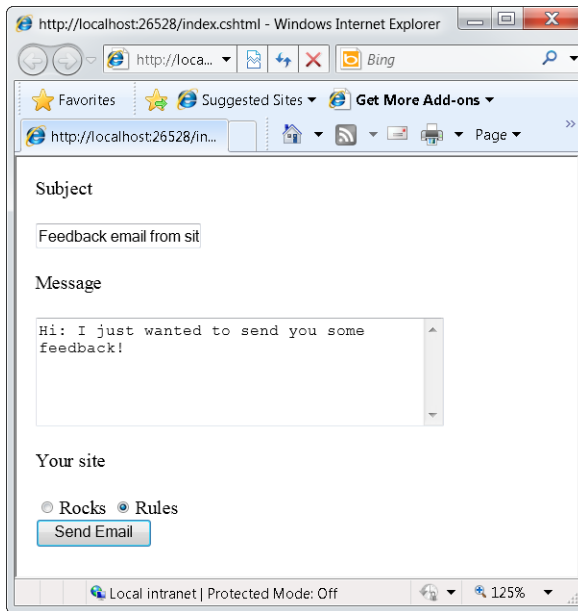 http://localhost:26528/index.cshtml - Windows Internet Explorer
http://loca...
Bing
Favorites
Suggested Sites
Get More Add-ons
http://localhost:26528/in...
Page
Subject
Feedback email from sit
Message
Hi: I just wanted to send you some
feedback!
Your site
Rocks
Rules
Send Email
Local intranet | Protected Mode: Off
125%